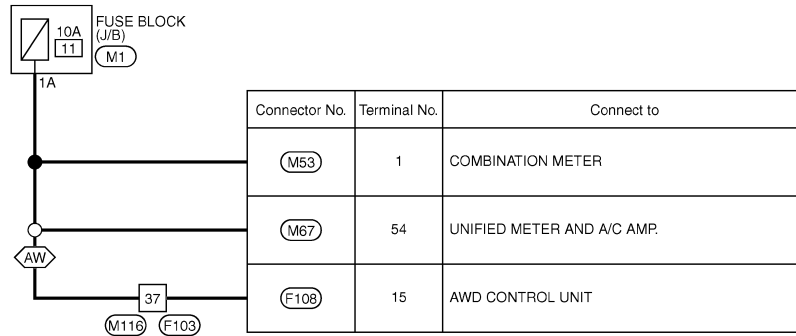 FUSE BLOCK
(J/B)
10A
11
M1
1A
Connector No. Terminal No. Connect to
M53 1 COMBINATION METER
M67 54 UNIFIED METER AND A/C AMP.
AW
37 F108 15 AWD CONTROL UNIT
M116 F103